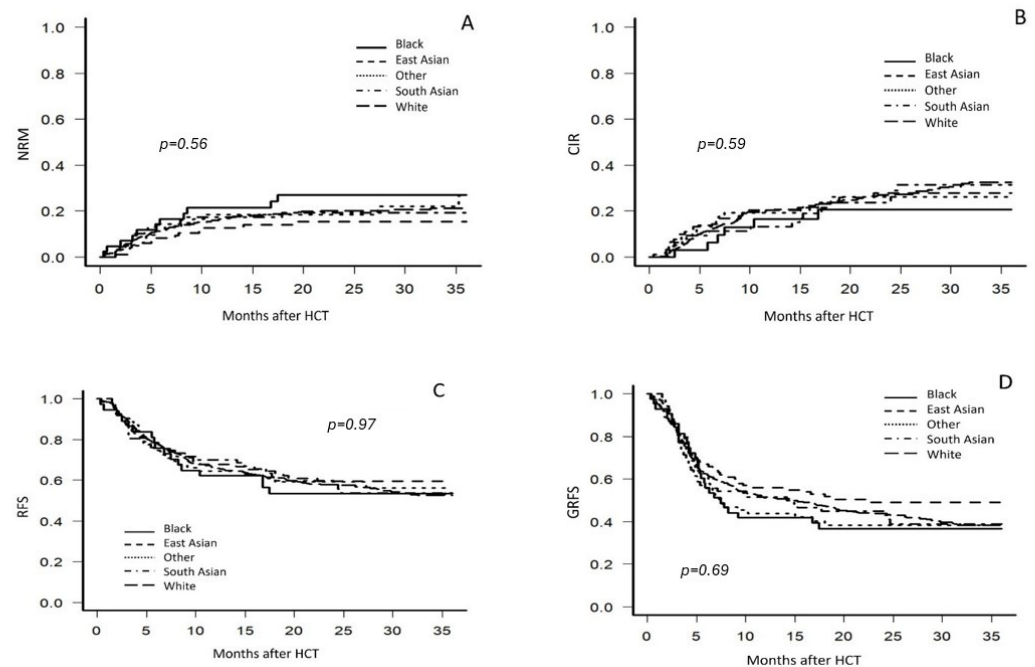 A
1.0
0.8
0.6
0.4
0.2
0.0
NRM
Black
East Asian
Other
South Asian
White
p=0.56
0 5 10 15 20 25 30 35
Months after HCT
B
1.0
0.8
0.6
0.4
0.2
0.0
CIR
Black
East Asian
Other
South Asian
White
p=0.59
0 5 10 15 20 25 30 35
Months after HCT
C
1.0
0.8
0.6
0.4
0.2
0.0
RFS
p=0.97
Black
East Asian
Other
South Asian
White
0 5 10 15 20 25 30 35
Months after HCT
D
1.0
0.8
0.6
0.4
0.2
0.0
GRFS
Black
East Asian
Other
South Asian
White
p=0.69
0 5 10 15 20 25 30 35
Months after HCT